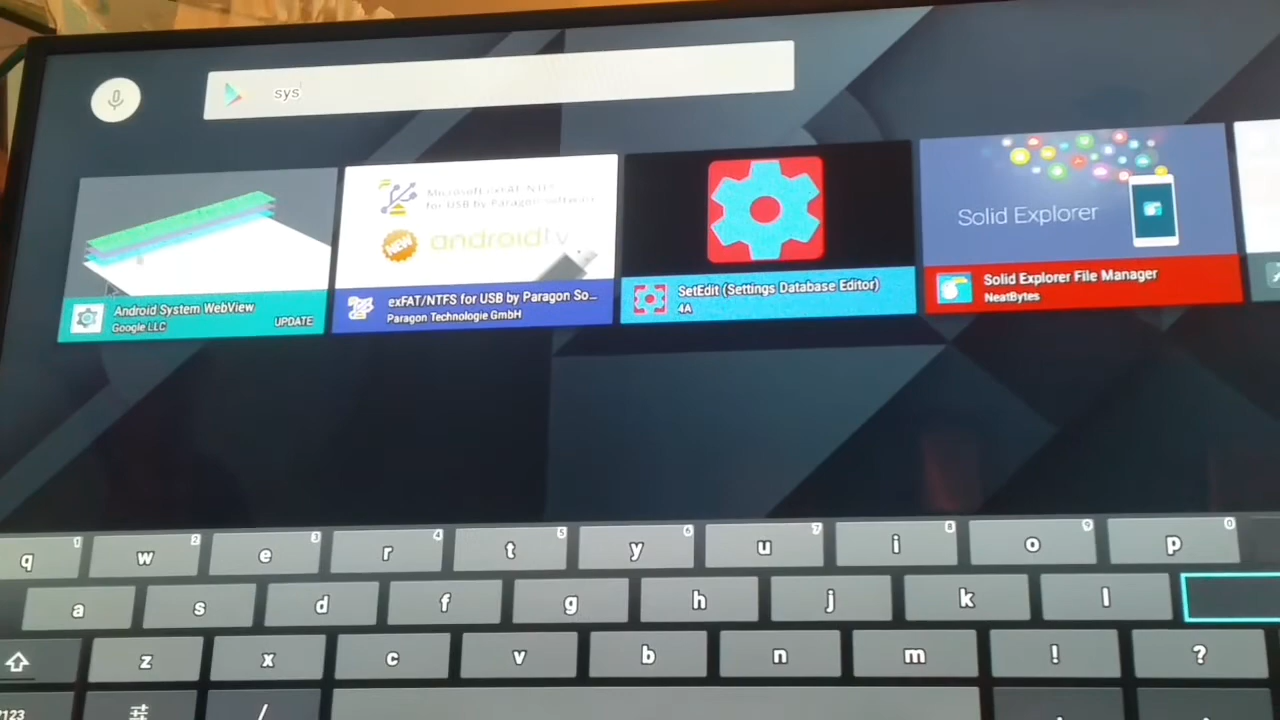 sys
Microsoft exFAT/NTFS
for USB by Paragon Software
NEW
androidtv
Solid Explorer
Android System WebView
Google LLC
UPDATE
exFAT/NTFS for USB by Paragon So...
Paragon Technologie GmbH
SetEdit (Settings Database Editor)
4A
Solid Explorer File Manager
NeatBytes
q 1 w 2 e 3 r 4 t 5 y 6 u 7 i 8 o 9 p 0
a s d f g h j k l
z x c v b n m ! ?
?123 / . ,